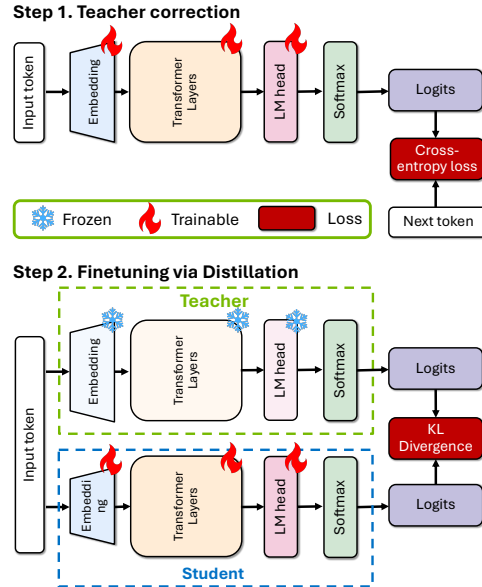 Step 1. Teacher correction
Input token
Embedding
Transformer
Layers
LM head
Softmax
Logits
Cross-
entropy loss
Next token
Frozen
Trainable
Loss
Step 2. Finetuning via Distillation
Teacher
Input token
Embedding
Transformer
Layers
LM head
Softmax
Logits
KL
Divergence
Embeddi
ng
Transformer
Layers
LM head
Softmax
Logits
Student